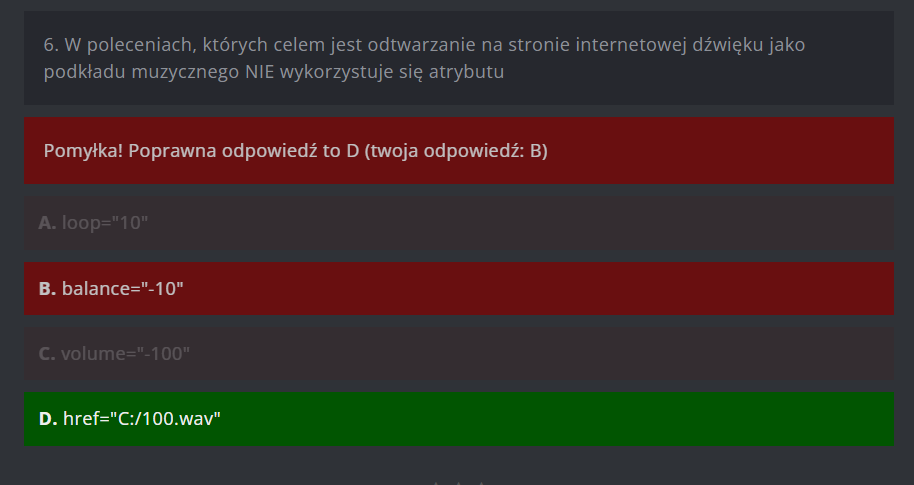 6. W poleceniach, których celem jest odtwarzanie na stronie internetowej dźwięku jako
podkładu muzycznego NIE wykorzystuje się atrybutu
Pomyłka! Poprawna odpowiedź to D (twoja odpowiedź: B)
A. loop="10"
B. balance="-10"
C. volume="-100"
D. href="C:/100.wav"